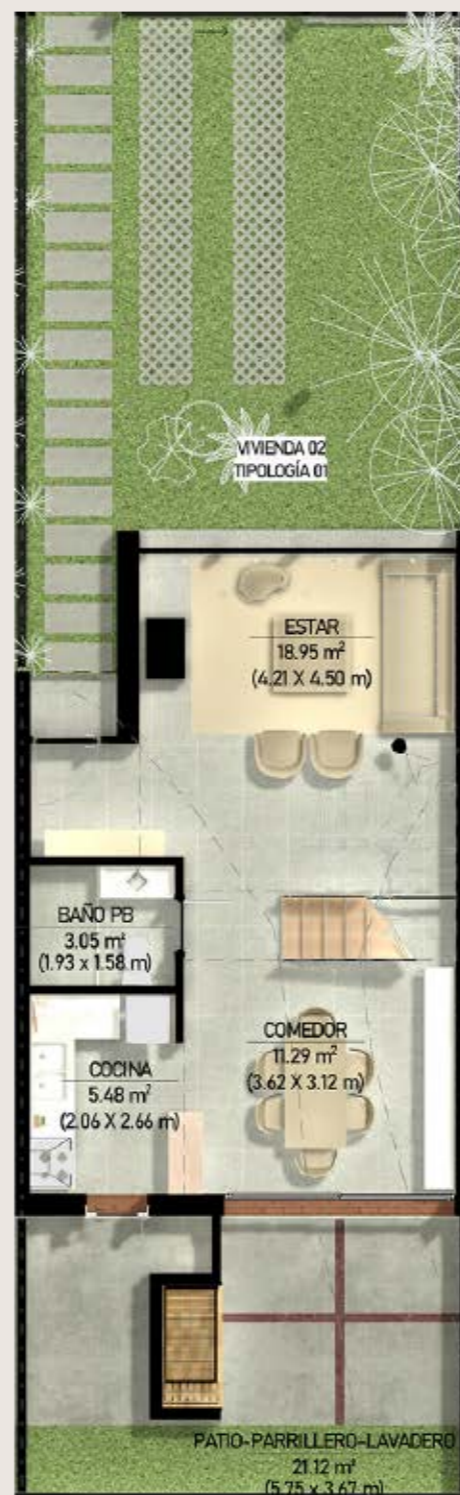 VIVIENDA 02
TIPOLOGÍA 01
ESTAR
18.95 m²
(4.21 X 4.50 m)
BAÑO PB
3.05 m²
(1.93 x 1.58 m)
COCINA
5.48 m²
(2.06 X 2.66 m)
COMEDOR
11.29 m²
(3.62 X 3.12 m)
PATIO-PARRILLERO-LAVADERO
21.12 m²
(5.75 x 3.67 m)